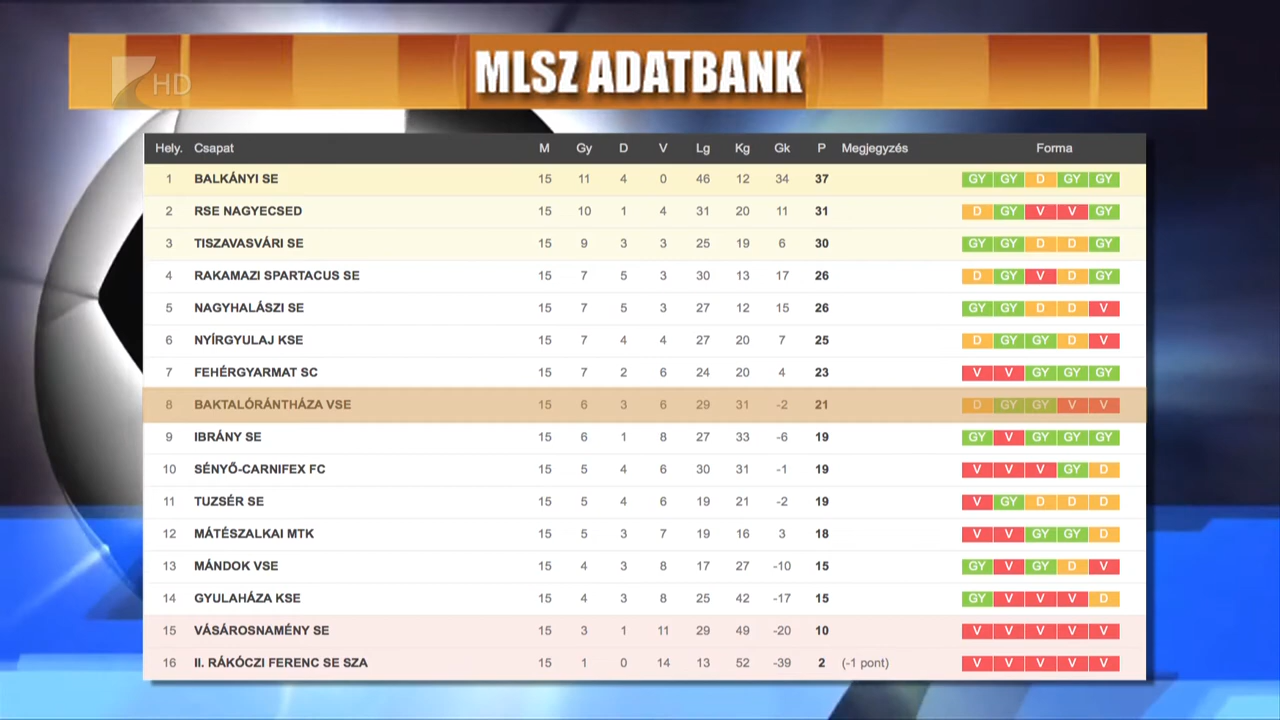 MLSZ ADATBANK
HD
Hely. Csapat M Gy D V Lg Kg Gk P Megjegyzés Forma
1 BALKÁNYI SE 15 11 4 0 46 12 34 37 GY GY D GY GY
2 RSE NAGYECSED 15 10 1 4 31 20 11 31 D GY V V GY
3 TISZAVASVÁRI SE 15 9 3 3 25 19 6 30 GY GY D D GY
4 RAKAMAZI SPARTACUS SE 15 7 5 3 30 13 17 26 D GY V D GY
5 NAGYHALÁSZI SE 15 7 5 3 27 12 15 26 GY GY D D V
6 NYÍRGYULAJ KSE 15 7 4 4 27 20 7 25 D GY GY D V
7 FEHÉRGYARMAT SC 15 7 2 6 24 20 4 23 V V GY GY GY
8 BAKTALÓRÁNTHÁZA VSE 15 6 3 6 29 31 -2 21 D GY GY V V
9 IBRÁNY SE 15 6 1 8 27 33 -6 19 GY V GY GY GY
10 SÉNYŐ-CARNIFEX FC 15 5 4 6 30 31 -1 19 V V V GY D
11 TUZSÉR SE 15 5 4 6 19 21 -2 19 V GY D D D
12 MÁTÉSZALKAI MTK 15 5 3 7 19 16 3 18 V V GY GY D
13 MÁNDOK VSE 15 4 3 8 17 27 -10 15 GY V GY D V
14 GYULAHÁZA KSE 15 4 3 8 25 42 -17 15 GY V V V D
15 VÁSÁROSNAMÉNY SE 15 3 1 11 29 49 -20 10 V V V V V
16 II. RÁKÓCZI FERENC SE SZA 15 1 0 14 13 52 -39 2 (-1 pont) V V V V V